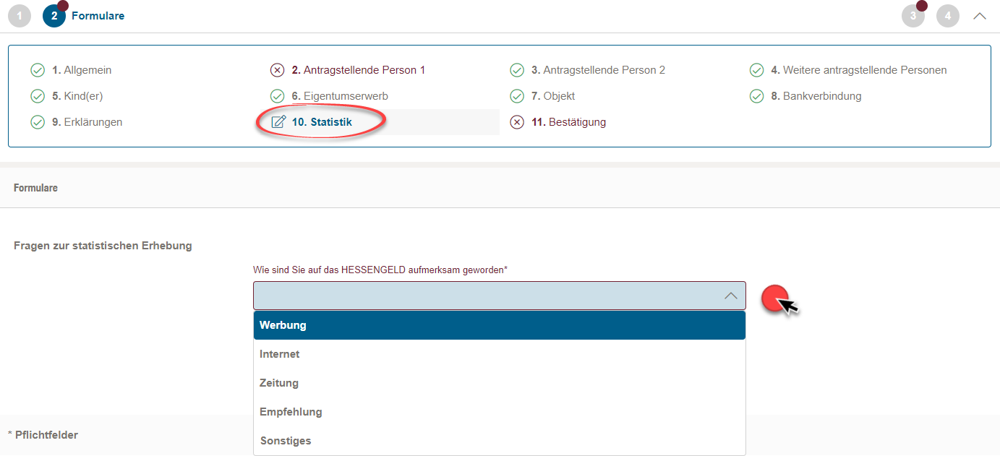 1 2 Formulare 3 4
1. Allgemein 2. Antragstellende Person 1 3. Antragstellende Person 2 4. Weitere antragstellende Personen
5. Kind(er) 6. Eigentumserwerb 7. Objekt 8. Bankverbindung
9. Erklärungen 10. Statistik 11. Bestätigung
Formulare
Fragen zur statistischen Erhebung
Wie sind Sie auf das HESSENGELD aufmerksam geworden*
Werbung
Internet
Zeitung
Empfehlung
* Pflichtfelder
Sonstiges